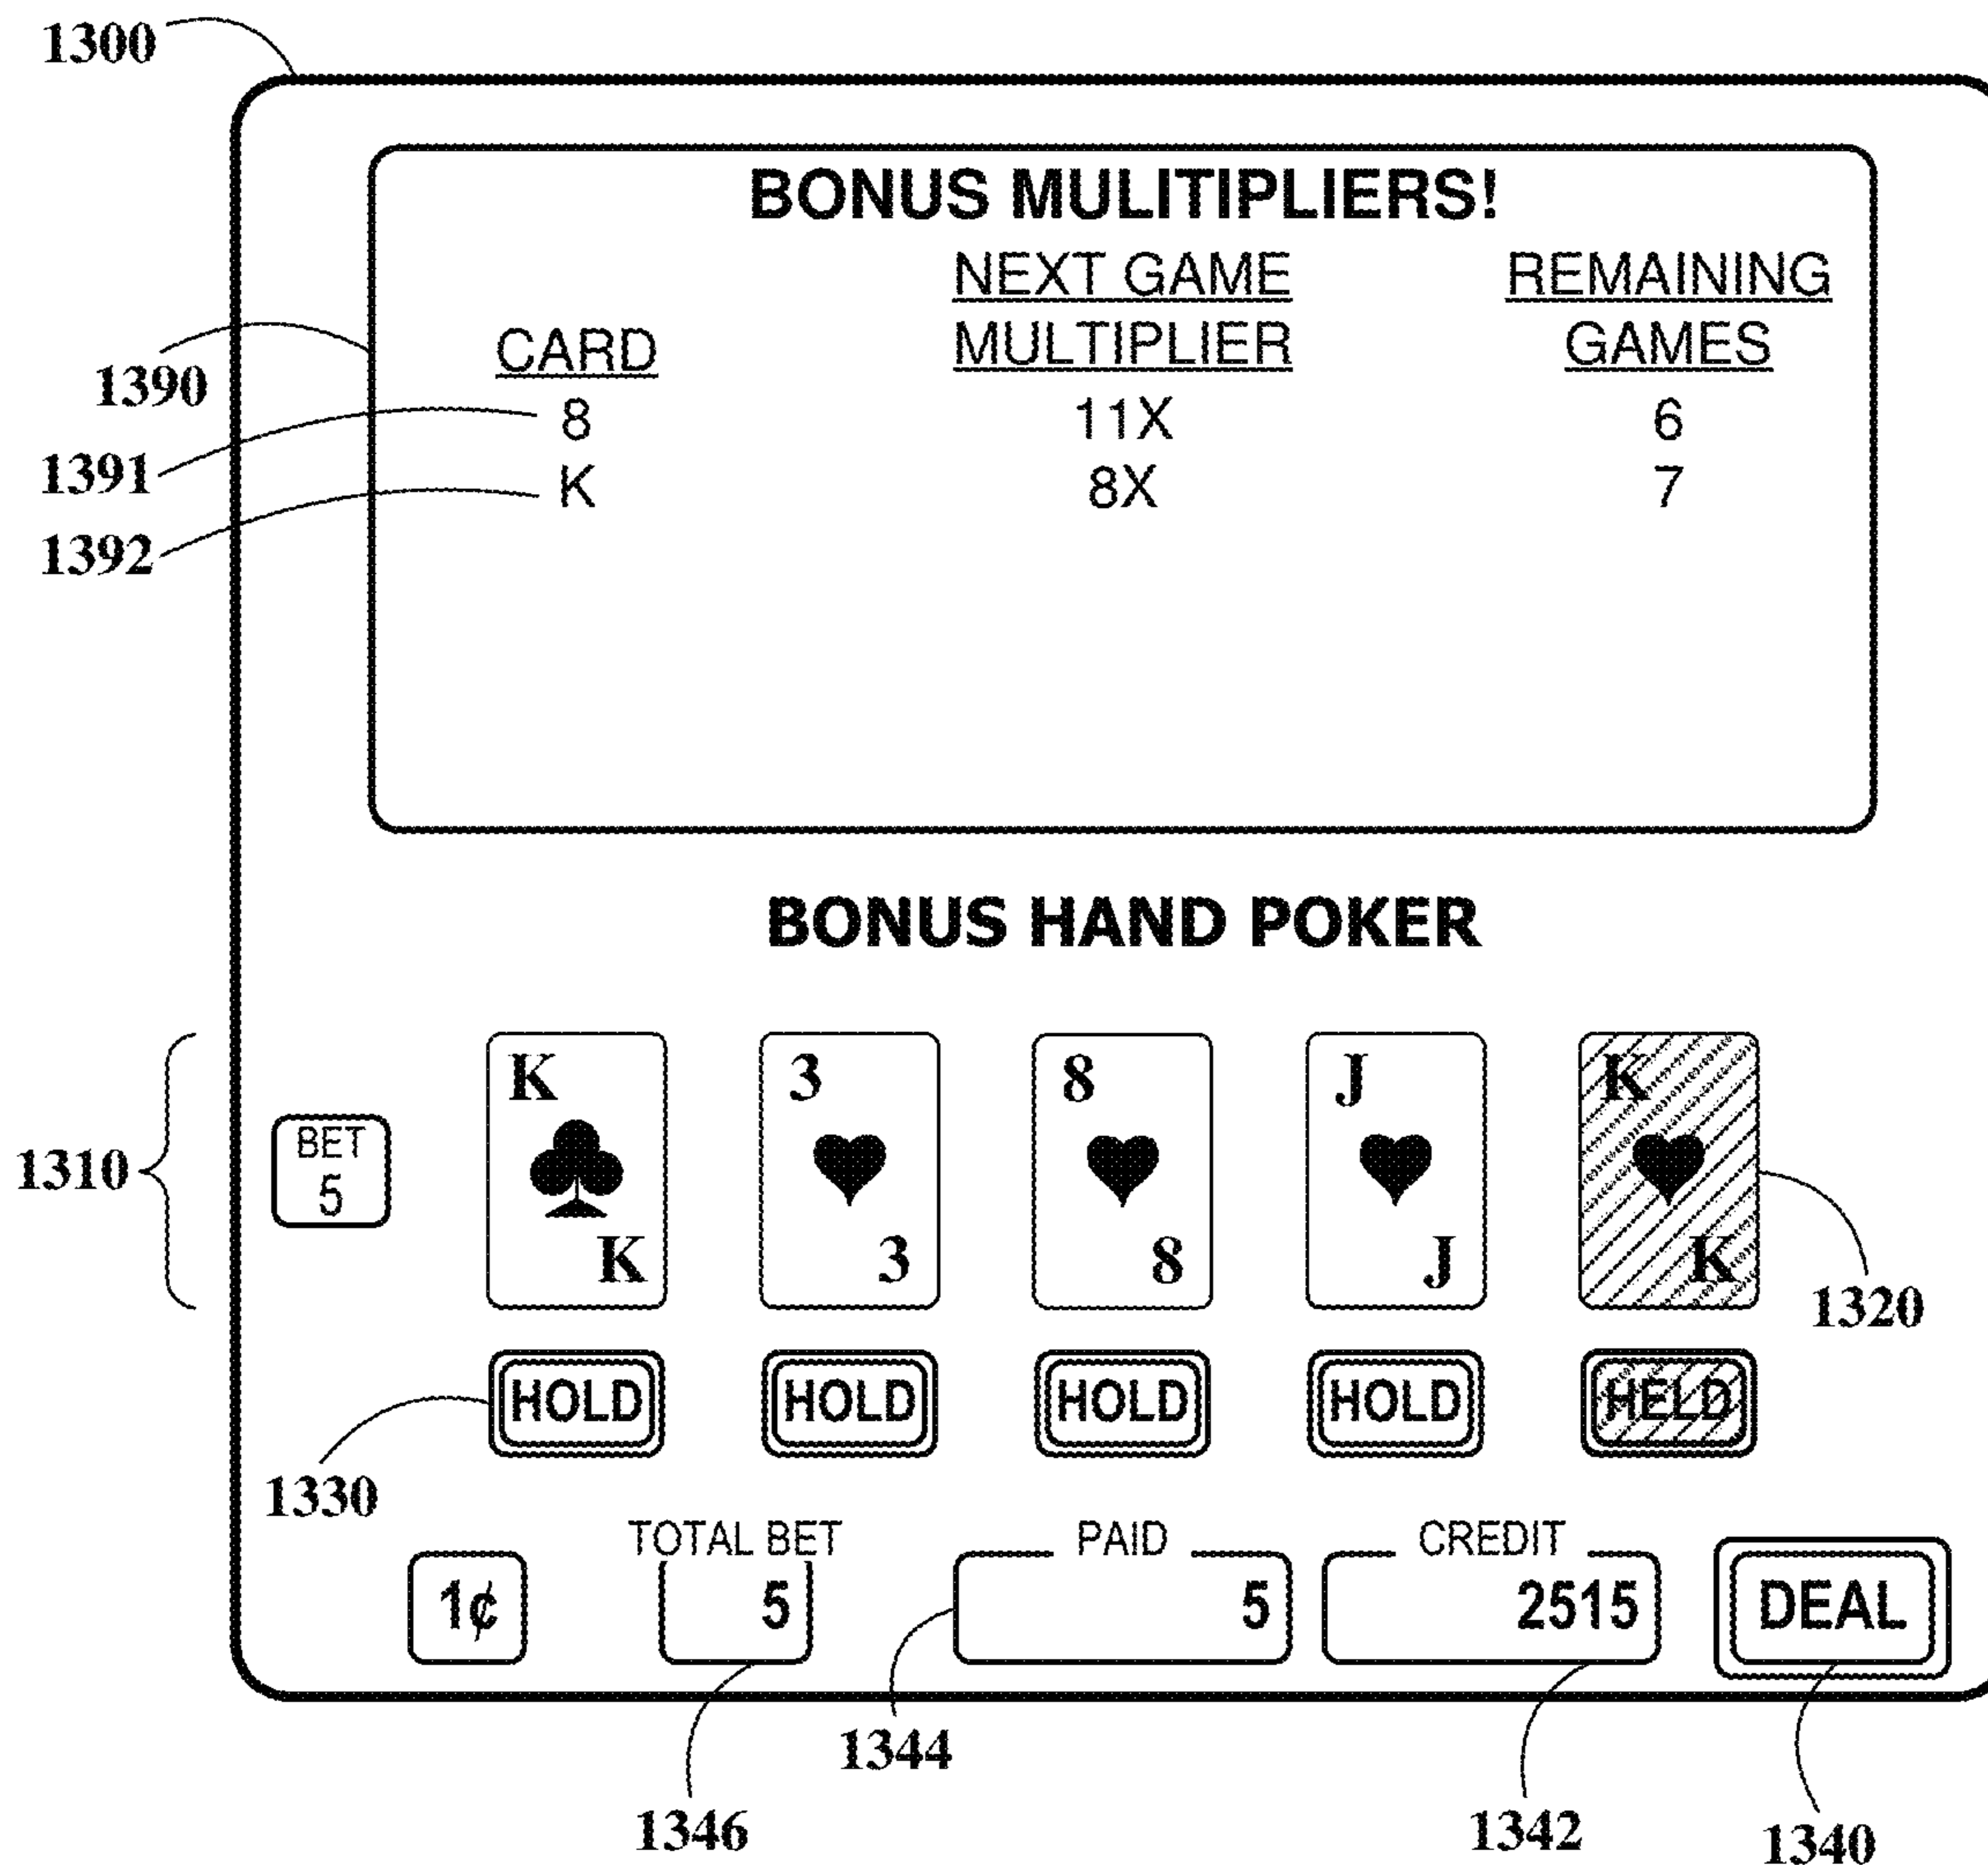 1300
BONUS MULITIPLIERS!
NEXT GAME REMAINING
CARD MULTIPLIER GAMES
1390
8 11X 6
1391
K 8X 7
1392
BONUS HAND POKER
K 3 8 J K
BET
1310
5
K 3 8 J K
1320
HOLD HOLD HOLD HOLD HELD
1330
TOTAL BET PAID CREDIT
1¢ 5 5 2515 DEAL
1344
1346 1342 1340